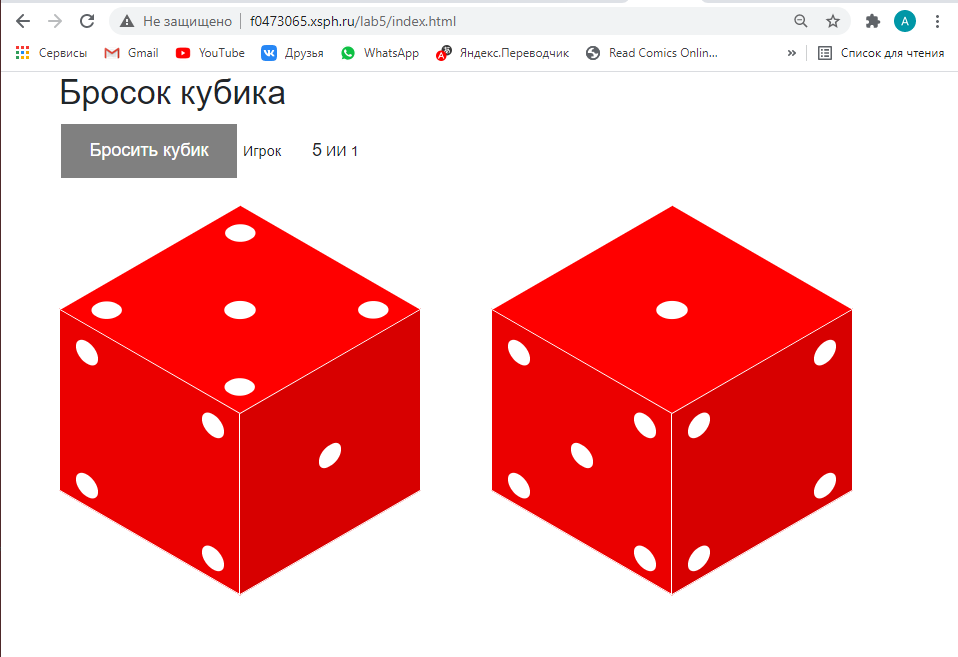 Не защищено f0473065.xsph.ru/lab5/index.html А
Сервисы Gmail YouTube Друзья WhatsApp Яндекс.Переводчик Read Comics Onlin... » Список для чтения
Бросок кубика
Бросить кубик Игрок 5 ИИ 1